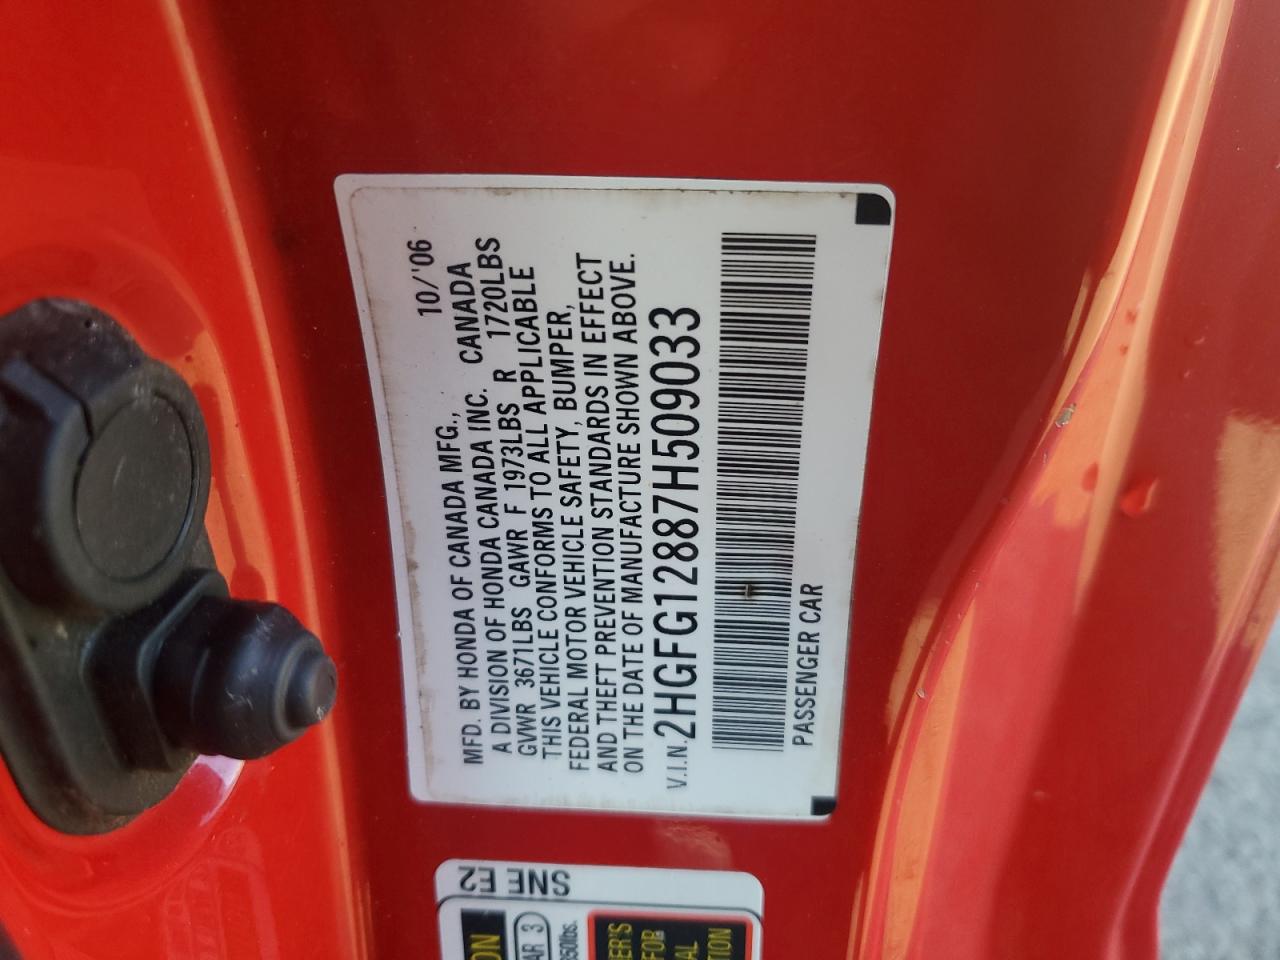 MFD. BY HONDA OF CANADA MFG., 10/'06
A DIVISION OF HONDA CANADA INC. CANADA
GVWR 3671LBS GAWR F 1973LBS R 1720LBS
THIS VEHICLE CONFORMS TO ALL APPLICABLE
FEDERAL MOTOR VEHICLE SAFETY, BUMPER,
AND THEFT PREVENTION STANDARDS IN EFFECT
ON THE DATE OF MANUFACTURE SHOWN ABOVE.
V.I.N. 2HGFG12887H509033
PASSENGER CAR
SNE E2